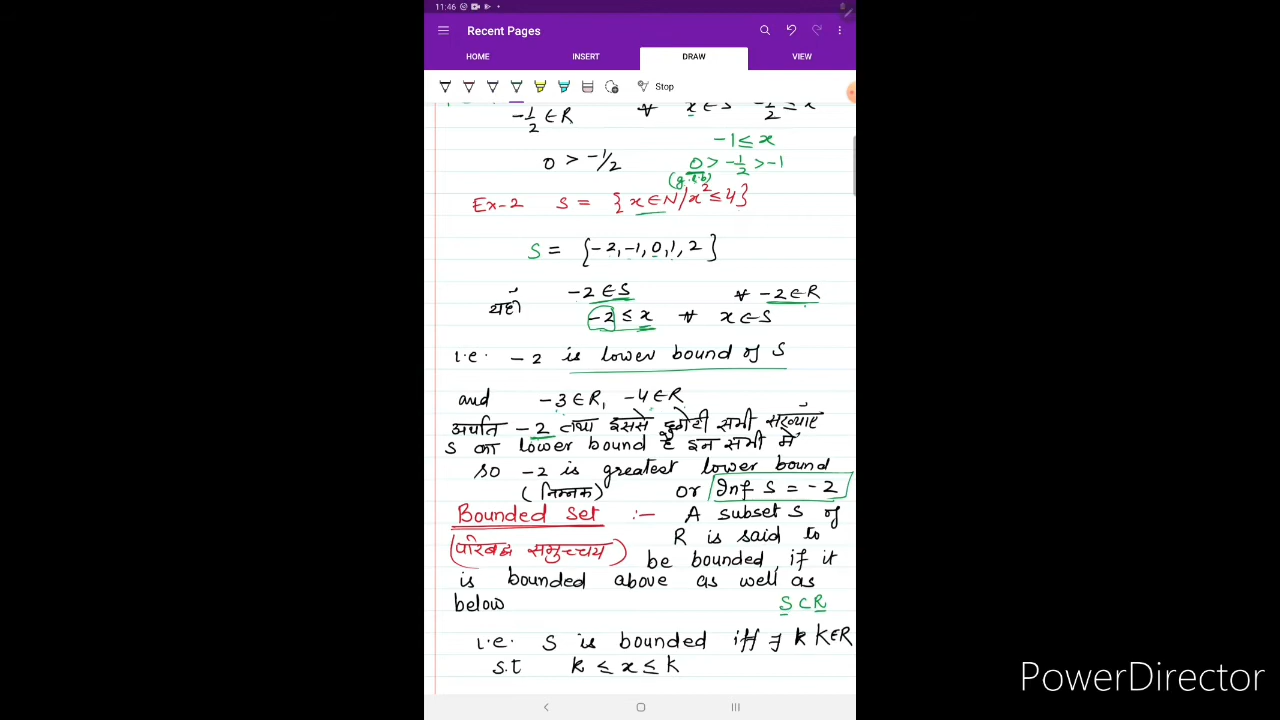 11:46
Recent Pages
HOME INSERT DRAW VIEW
Stop
-½ ∈ R ∀ x ∈ S -½ ≤ x
-1 ≤ x
0 > -1/2 0 > -½ > -1
(g.l.b)
Ex-2 S = {x∈N/x² ≤ 4}
S = {-2, -1, 0, 1, 2}
यहाँ -2 ∈ S ∀ -2 ∈ R
-2 ≤ x ∀ x ∈ S
i.e. -2 is lower bound of S
and -3 ∈ R, -4 ∈ R
अर्थात -2 तथा इससे छोटी सभी संख्याएँ
S का lower bound है इन सभी में
so -2 is greatest lower bound
(निम्नक) or Inf S = -2
Bounded Set :- A subset S of
(परिबद्ध समुच्चय) R is said to
be bounded, if it
is bounded above as well as
below S ⊂ R
i.e. S is bounded iff ∃ k K∈R
s.t k ≤ x ≤ K
PowerDirector